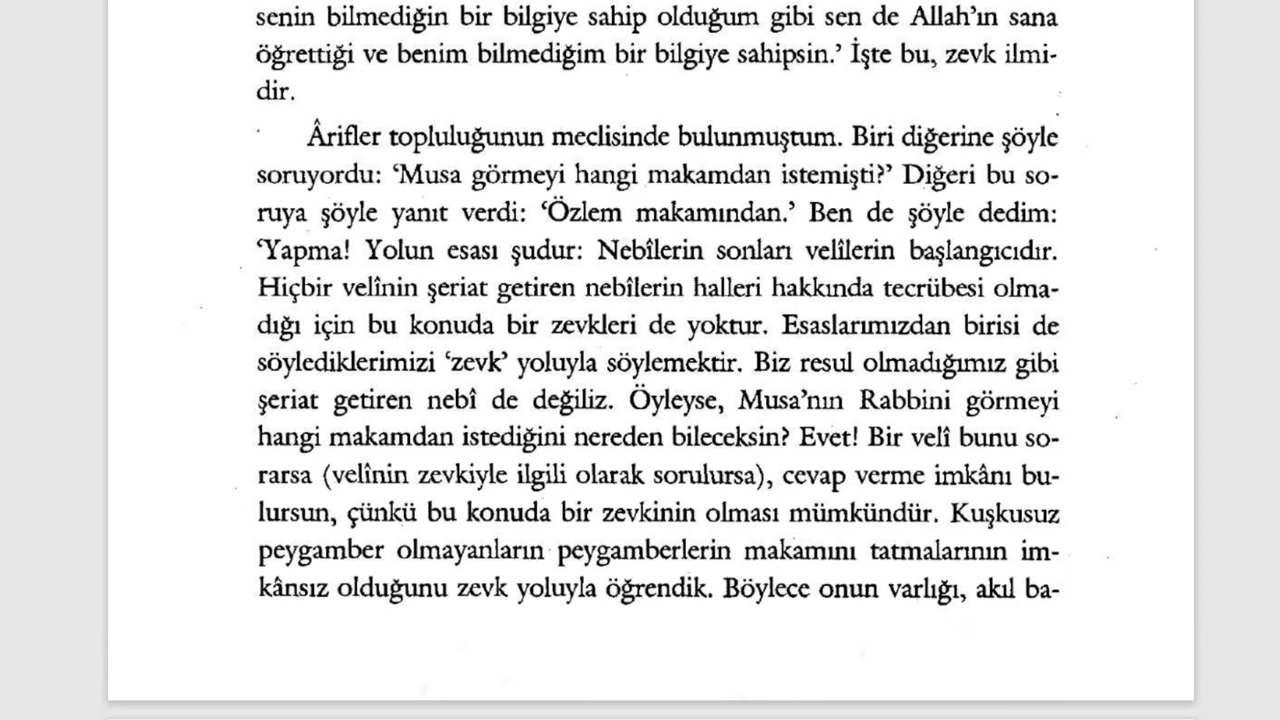 senin bilmediğin bir bilgiye sahip olduğum gibi sen de Allah’ın sana
öğrettiği ve benim bilmediğim bir bilgiye sahipsin.’ İşte bu, zevk ilmi-
dir.
Ârifler topluluğunun meclisinde bulunmuştum. Biri diğerine şöyle
soruyordu: ‘Musa görmeyi hangi makamdan istemişti?’ Diğeri bu so-
ruya şöyle yanıt verdi: ‘Özlem makamından.’ Ben de şöyle dedim:
‘Yapma! Yolun esası şudur: Nebîlerin sonları velîlerin başlangıcıdır.
Hiçbir velînin şeriat getiren nebîlerin halleri hakkında tecrübesi olma-
dığı için bu konuda bir zevkleri de yoktur. Esaslarımızdan birisi de
söylediklerimizi ‘zevk’ yoluyla söylemektir. Biz resul olmadığımız gibi
şeriat getiren nebî de değiliz. Öyleyse, Musa’nın Rabbini görmeyi
hangi makamdan istediğini nereden bileceksin? Evet! Bir velî bunu so-
rarsa (velînin zevkiyle ilgili olarak sorulursa), cevap verme imkânı bu-
lursun, çünkü bu konuda bir zevkinin olması mümkündür. Kuşkusuz
peygamber olmayanların peygamberlerin makamını tatmalarının im-
kânsız olduğunu zevk yoluyla öğrendik. Böylece onun varlığı, akıl ba-